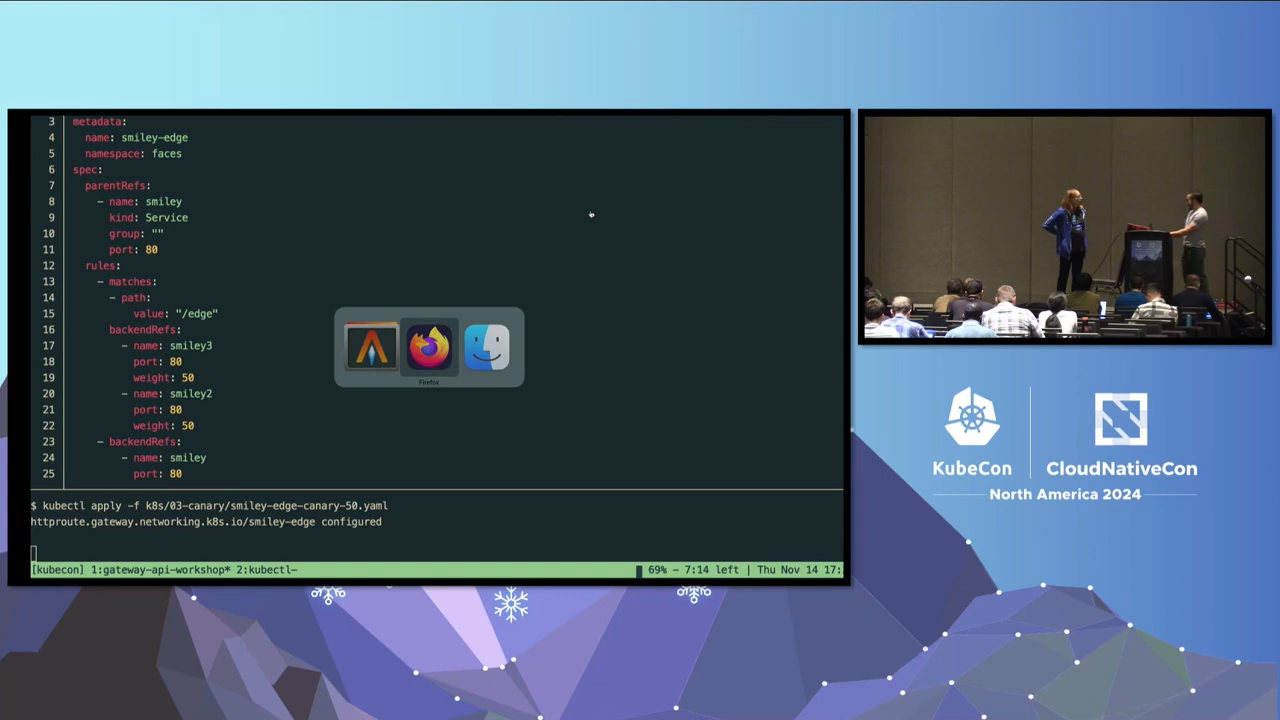 3 metadata:
4 name: smiley-edge
5 namespace: faces
6 spec:
7 parentRefs:
8 - name: smiley
9 kind: Service
10 group: ""
11 port: 80
12 rules:
13 - matches:
14 - path:
15 value: "/edge"
16 backendRefs:
17 - name: smiley3
18 port: 80
19 weight: 50
20 - name: smiley2
21 port: 80
22 weight: 50
23 - backendRefs:
24 - name: smiley
25 port: 80
Firefox
$ kubectl apply -f k8s/03-canary/smiley-edge-canary-50.yaml
httproute.gateway.networking.k8s.io/smiley-edge configured
[kubecon] 1:gateway-api-workshop* 2:kubectl- 69% - 7:14 left | Thu Nov 14 17:
KubeCon
CloudNativeCon
North America 2024